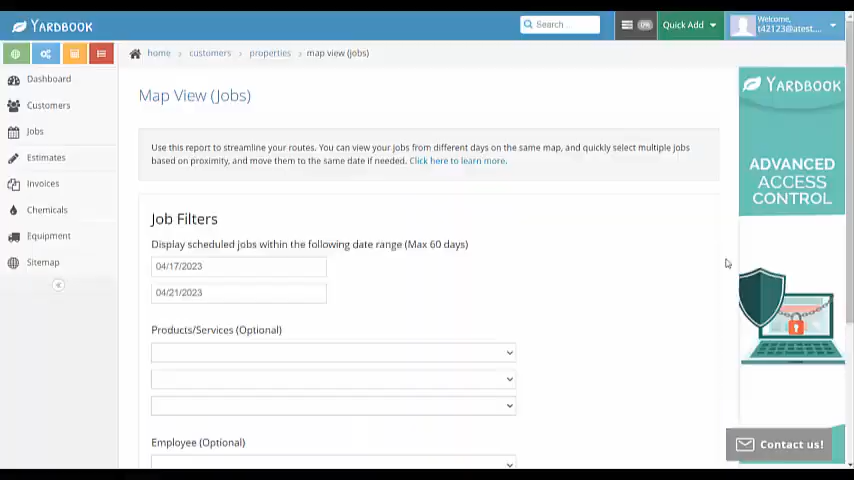 YARDBOOK
Search ...
0%
Quick Add
Welcome,
t42123@atest....
home > customers > properties > map view (jobs)
Dashboard
Customers
Jobs
Estimates
Invoices
Chemicals
Equipment
Sitemap
Map View (Jobs)
Use this report to streamline your routes. You can view your jobs from different days on the same map, and quickly select multiple jobs
based on proximity, and move them to the same date if needed. Click here to learn more.
Job Filters
Display scheduled jobs within the following date range (Max 60 days)
04/17/2023
04/21/2023
Products/Services (Optional)
Employee (Optional)
YARDBOOK
ADVANCED
ACCESS
CONTROL
Contact us!